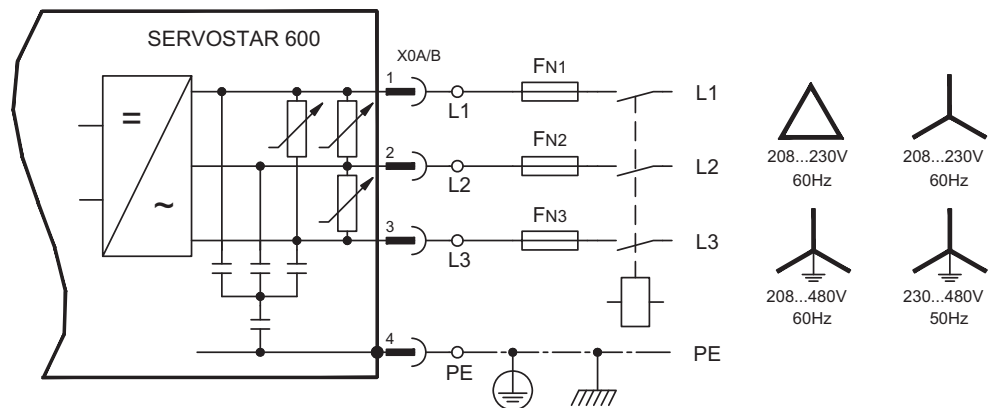 SERVOSTAR 600
X0A/B
1
L1
FN1
L1
2
L2
FN2
L2
3
L3
FN3
L3
4
PE
PE
=
~
208...230V
60Hz
208...230V
60Hz
208...480V
60Hz
230...480V
50Hz